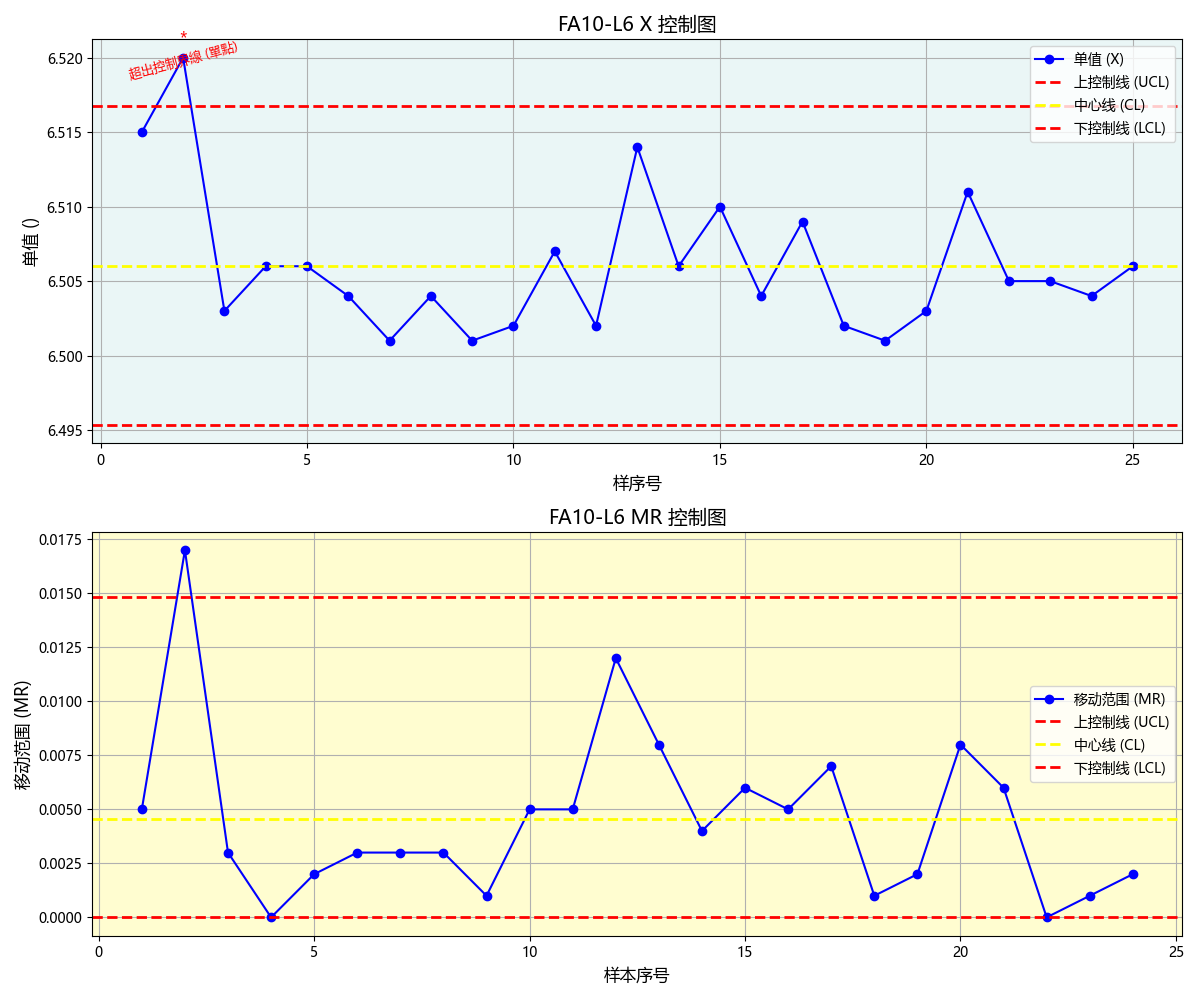 FA10-L6 X 控制图
*
超出控制界線 (單點)
6.520
6.515
6.510
6.505
6.500
6.495
单值 ()
单值 (X)
上控制线 (UCL)
中心线 (CL)
下控制线 (LCL)
0
5
10
15
20
25
样序号
FA10-L6 MR 控制图
0.0175
0.0150
0.0125
0.0100
0.0075
0.0050
0.0025
0.0000
移动范围 (MR)
移动范围 (MR)
上控制线 (UCL)
中心线 (CL)
下控制线 (LCL)
0
5
10
15
20
25
样本序号